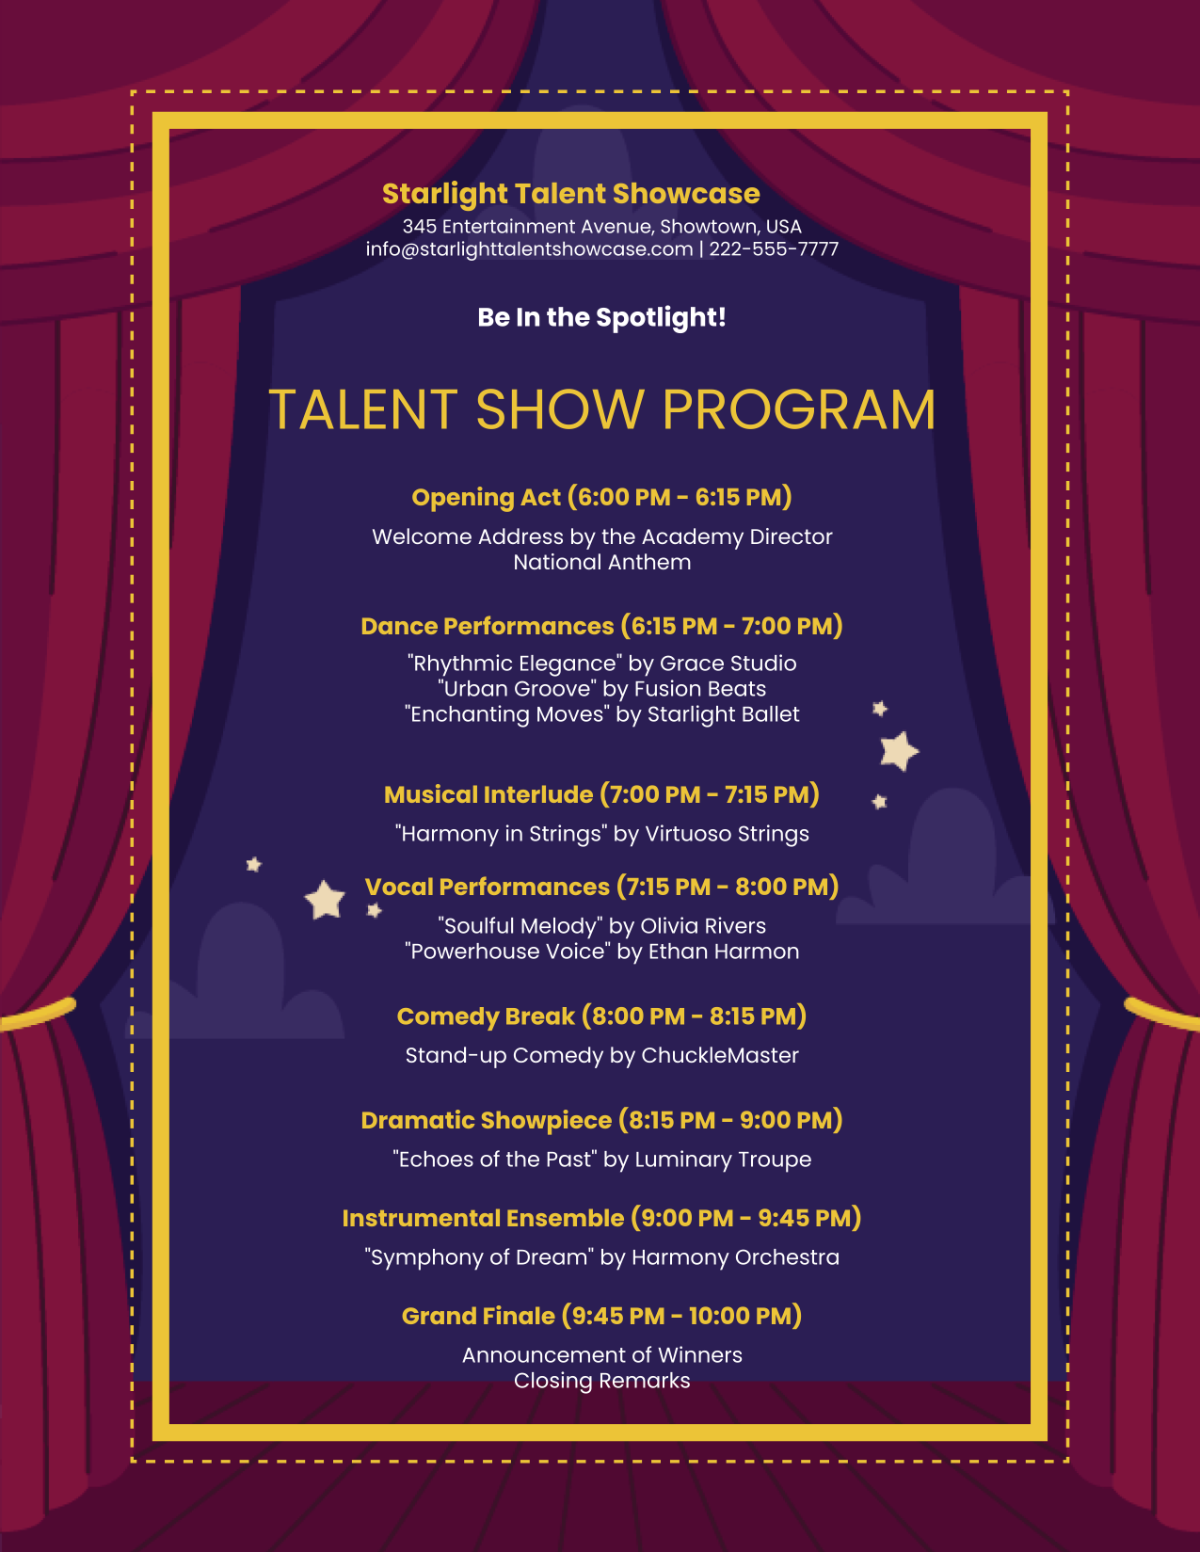 Starlight Talent Showcase
345 Entertainment Avenue, Showtown, USA
info@starlighttalentshowcase.com | 222-555-7777
Be In the Spotlight!
TALENT SHOW PROGRAM
Opening Act (6:00 PM - 6:15 PM)
Welcome Address by the Academy Director
National Anthem
Dance Performances (6:15 PM - 7:00 PM)
"Rhythmic Elegance" by Grace Studio
"Urban Groove" by Fusion Beats
"Enchanting Moves" by Starlight Ballet
Musical Interlude (7:00 PM - 7:15 PM)
"Harmony in Strings" by Virtuoso Strings
Vocal Performances (7:15 PM - 8:00 PM)
"Soulful Melody" by Olivia Rivers
"Powerhouse Voice" by Ethan Harmon
Comedy Break (8:00 PM - 8:15 PM)
Stand-up Comedy by ChuckleMaster
Dramatic Showpiece (8:15 PM - 9:00 PM)
"Echoes of the Past" by Luminary Troupe
Instrumental Ensemble (9:00 PM - 9:45 PM)
"Symphony of Dream" by Harmony Orchestra
Grand Finale (9:45 PM - 10:00 PM)
Announcement of Winners
Closing Remarks